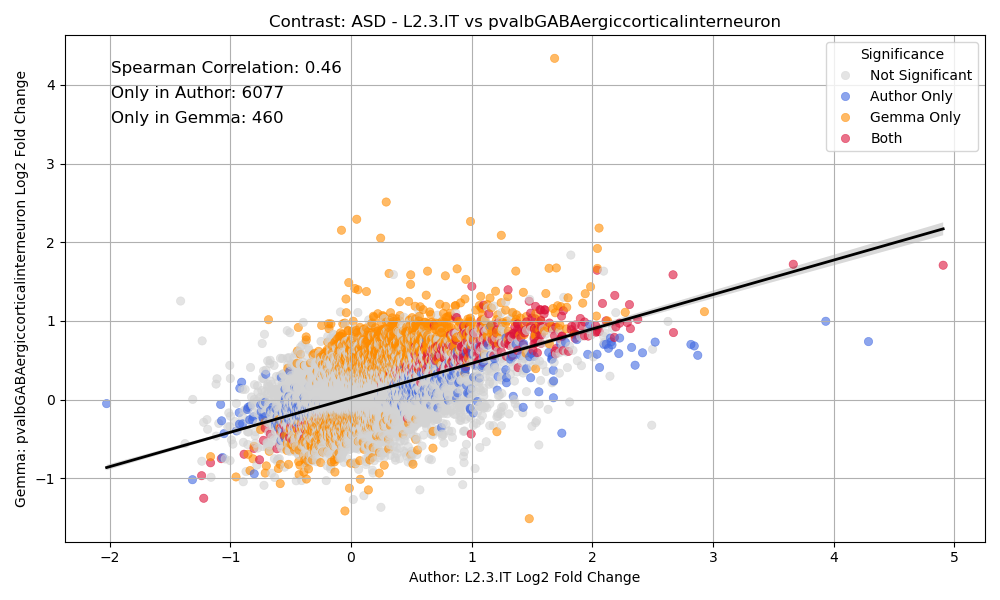 Contrast: ASD - L2.3.IT vs pvalbGABAergiccorticalinterneuron
Spearman Correlation: 0.46
Only in Author: 6077
Only in Gemma: 460
Significance
Not Significant
Author Only
Gemma Only
Both
Gemma: pvalbGABAergiccorticalinterneuron Log2 Fold Change
4
3
2
1
0
−1
−2
−1
0
1
2
3
4
5
Author: L2.3.IT Log2 Fold Change